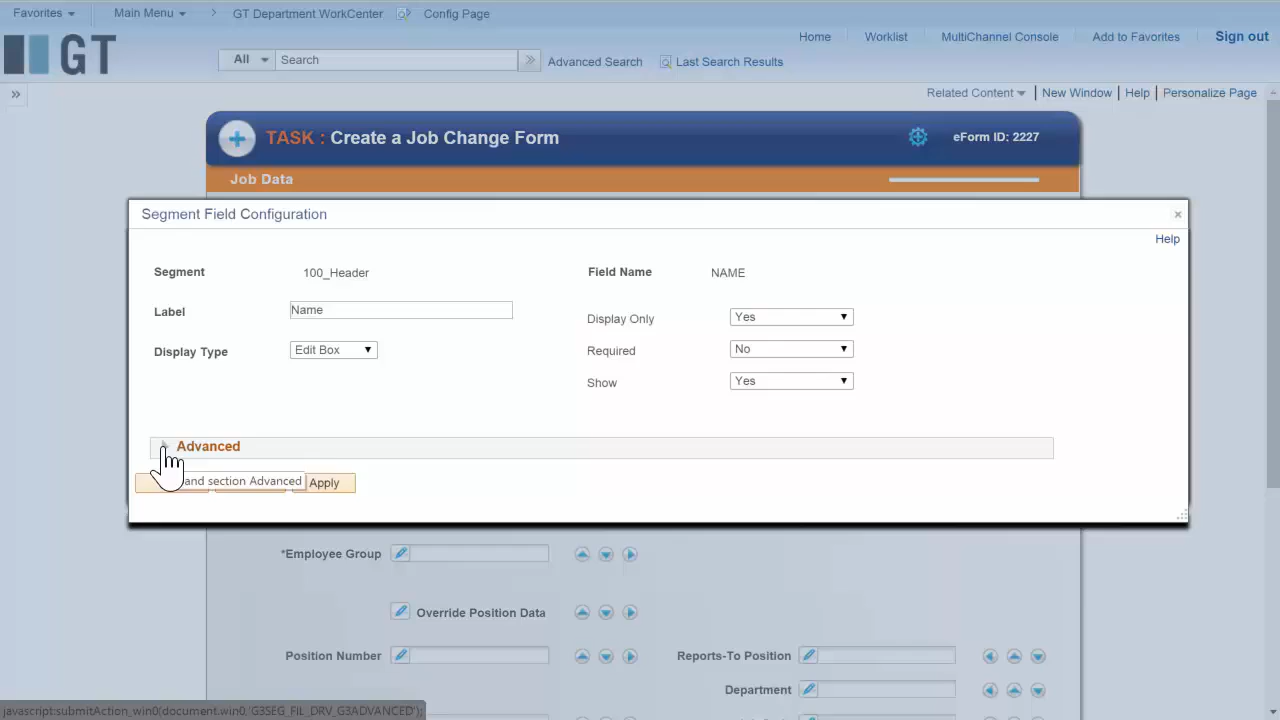 Favorites
Main Menu
GT Department WorkCenter
Config Page
GT
All
Search
Advanced Search
Last Search Results
Home
Worklist
MultiChannel Console
Add to Favorites
Sign out
Related Content
New Window
Help
Personalize Page
TASK : Create a Job Change Form
eForm ID: 2227
Job Data
Segment Field Configuration
Help
Segment
100_Header
Field Name
NAME
Label
Name
Display Only
Yes
Display Type
Edit Box
Required
No
Show
Yes
Advanced
and section Advanced
Apply
*Employee Group
Override Position Data
Position Number
Reports-To Position
Department
javascript:submitAction_win0(document.win0,'G3SEG_FIL_DRV_G3ADVANCED');